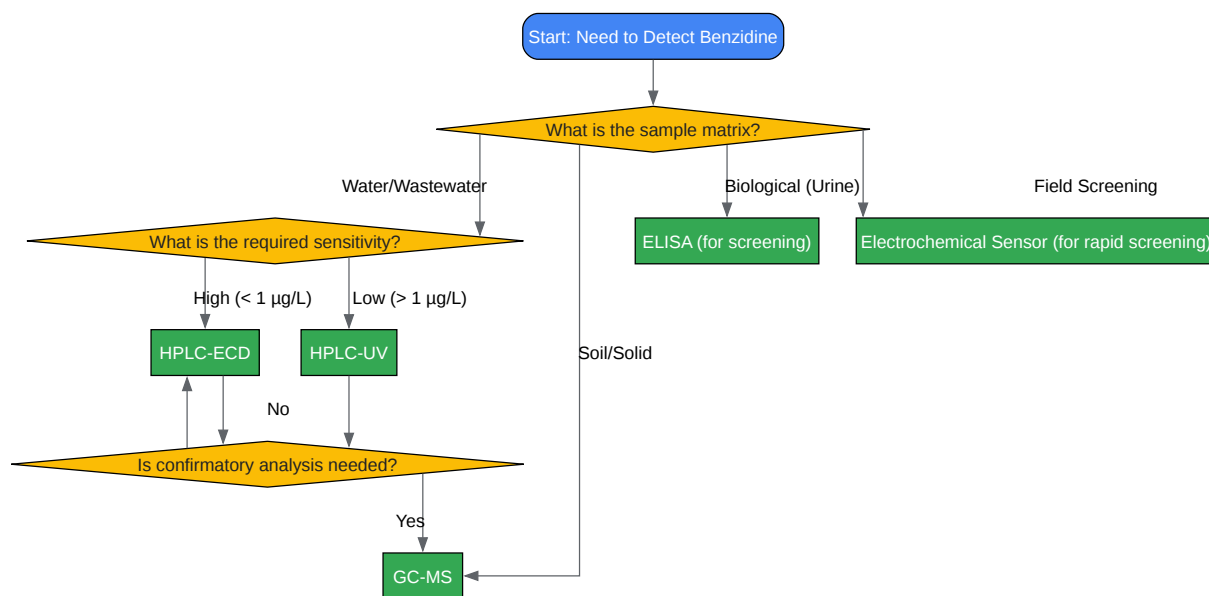 Start: Need to Detect Benzidine
What is the sample matrix?
Water/Wastewater
Biological (Urine)
Field Screening
What is the required sensitivity?
ELISA (for screening)
Electrochemical Sensor (for rapid screening)
High (< 1 µg/L)
Low (> 1 µg/L)
HPLC-ECD
HPLC-UV
Soil/Solid
No
Is confirmatory analysis needed?
Yes
GC-MS